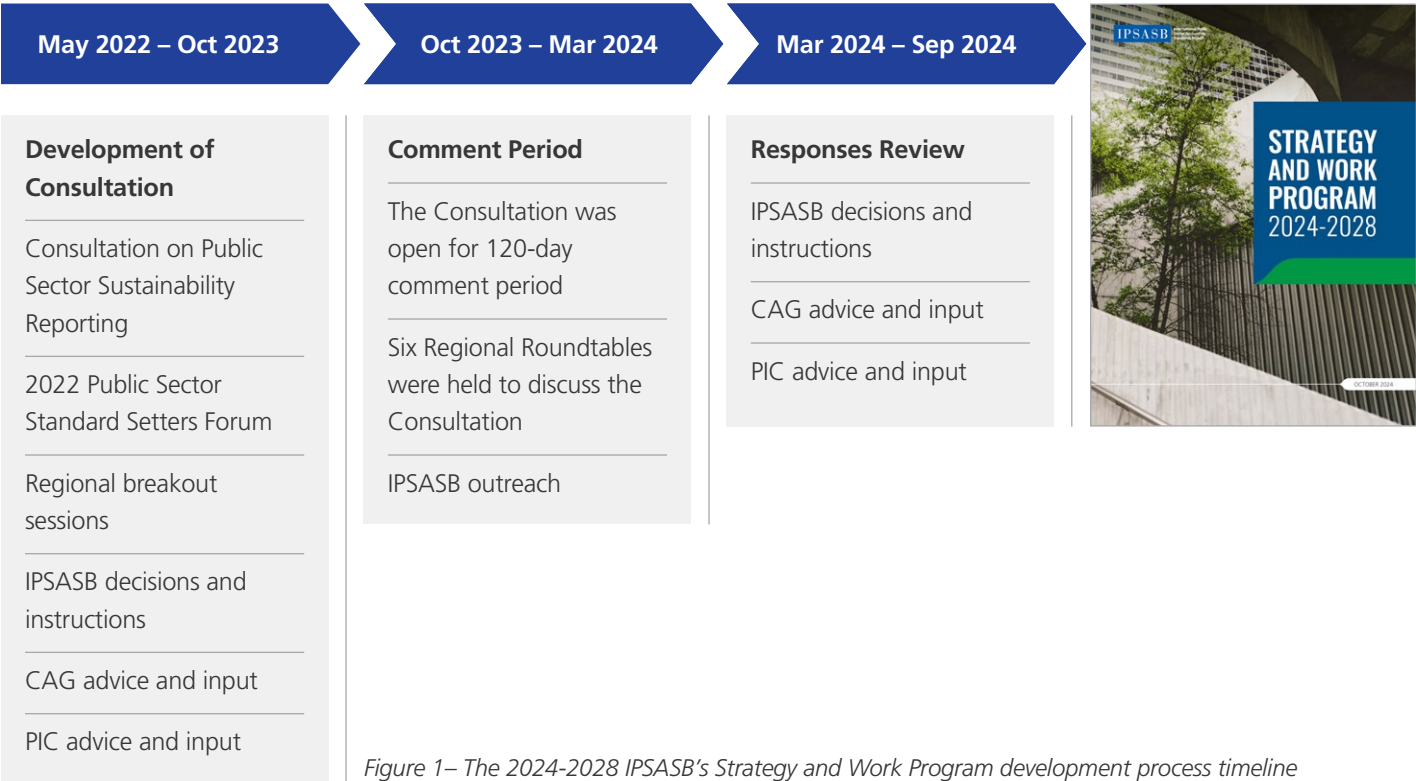 May 2022 – Oct 2023
Oct 2023 – Mar 2024
Mar 2024 – Sep 2024
Development of
Consultation
Consultation on Public
Sector Sustainability
Reporting
2022 Public Sector
Standard Setters Forum
Regional breakout
sessions
IPSASB decisions and
instructions
CAG advice and input
PIC advice and input
Comment Period
The Consultation was
open for 120-day
comment period
Six Regional Roundtables
were held to discuss the
Consultation
IPSASB outreach
Responses Review
IPSASB decisions and
instructions
CAG advice and input
PIC advice and input
IPSASB
STRATEGY
AND WORK
PROGRAM
2024-2028
OCTOBER 2024
Figure 1– The 2024-2028 IPSASB’s Strategy and Work Program development process timeline